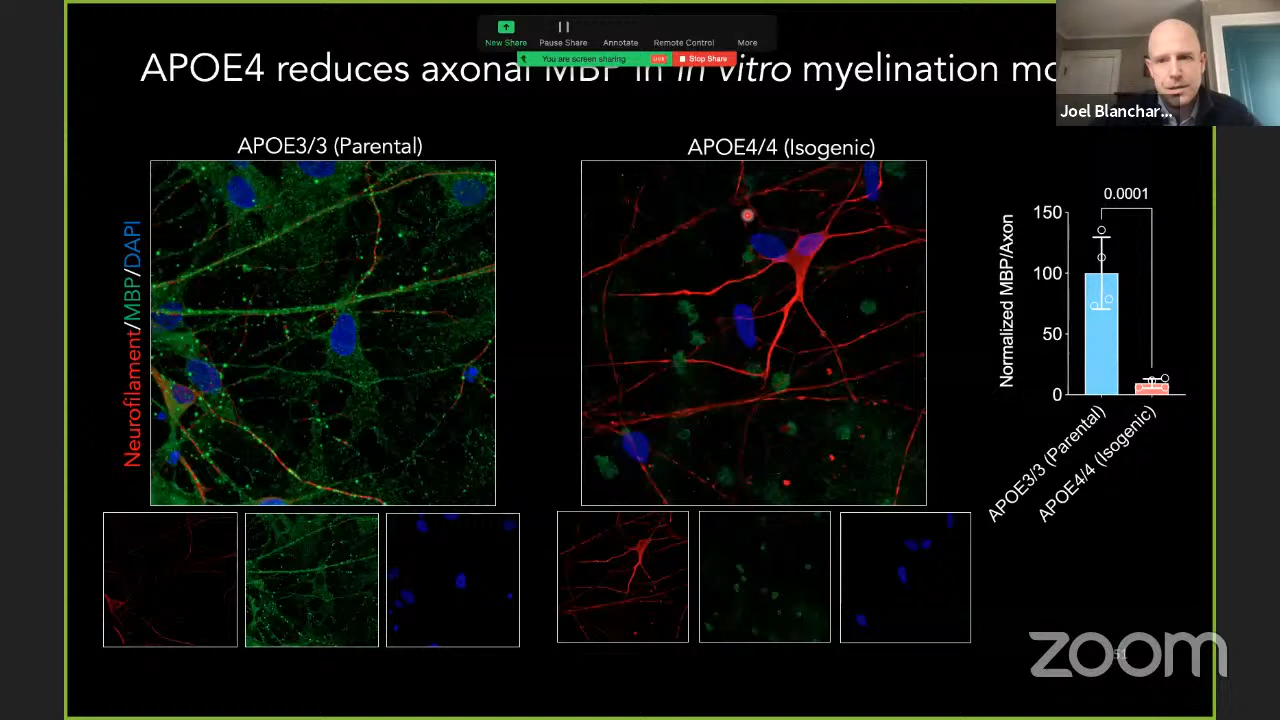 New Share
Pause Share
Annotate
Remote Control
More
You are screen sharing
LIVE
Stop Share
APOE4 reduces axonal MBP in in vitro myelination mo
Joel Blanchar...
APOE3/3 (Parental)
APOE4/4 (Isogenic)
Neurofilament/MBP/DAPI
0.0001
Normalized MBP/Axon
150
100
50
0
APOE3/3 (Parental)
APOE4/4 (Isogenic)
51
zoom